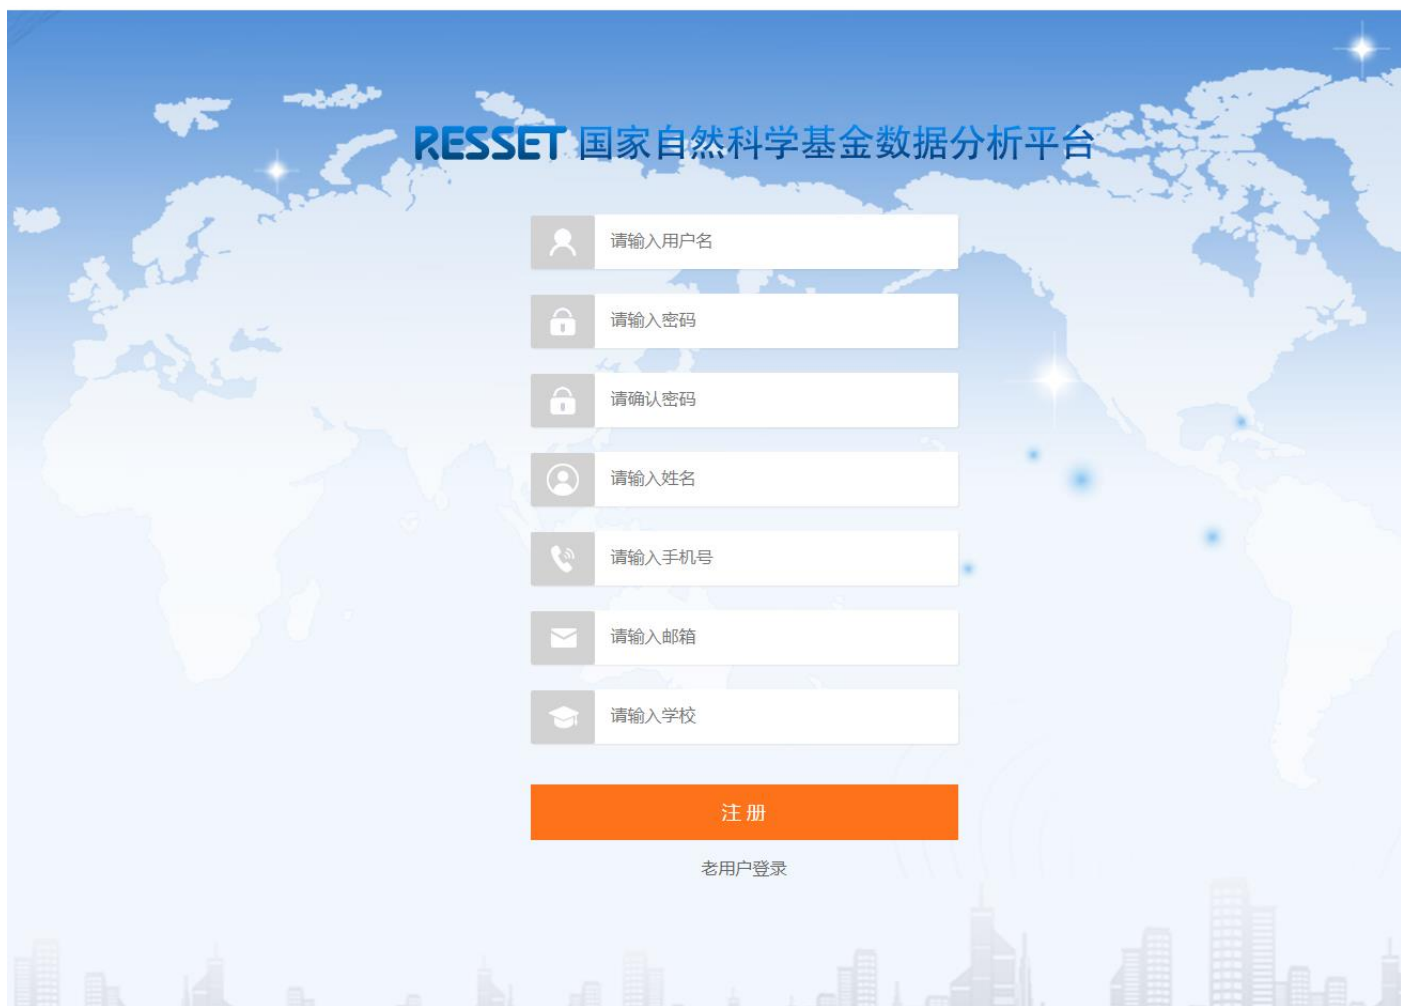 RESSET 国家自然科学基金数据分析平台
请输入用户名
请输入密码
请确认密码
请输入姓名
请输入手机号
请输入邮箱
请输入学校
注册
老用户登录